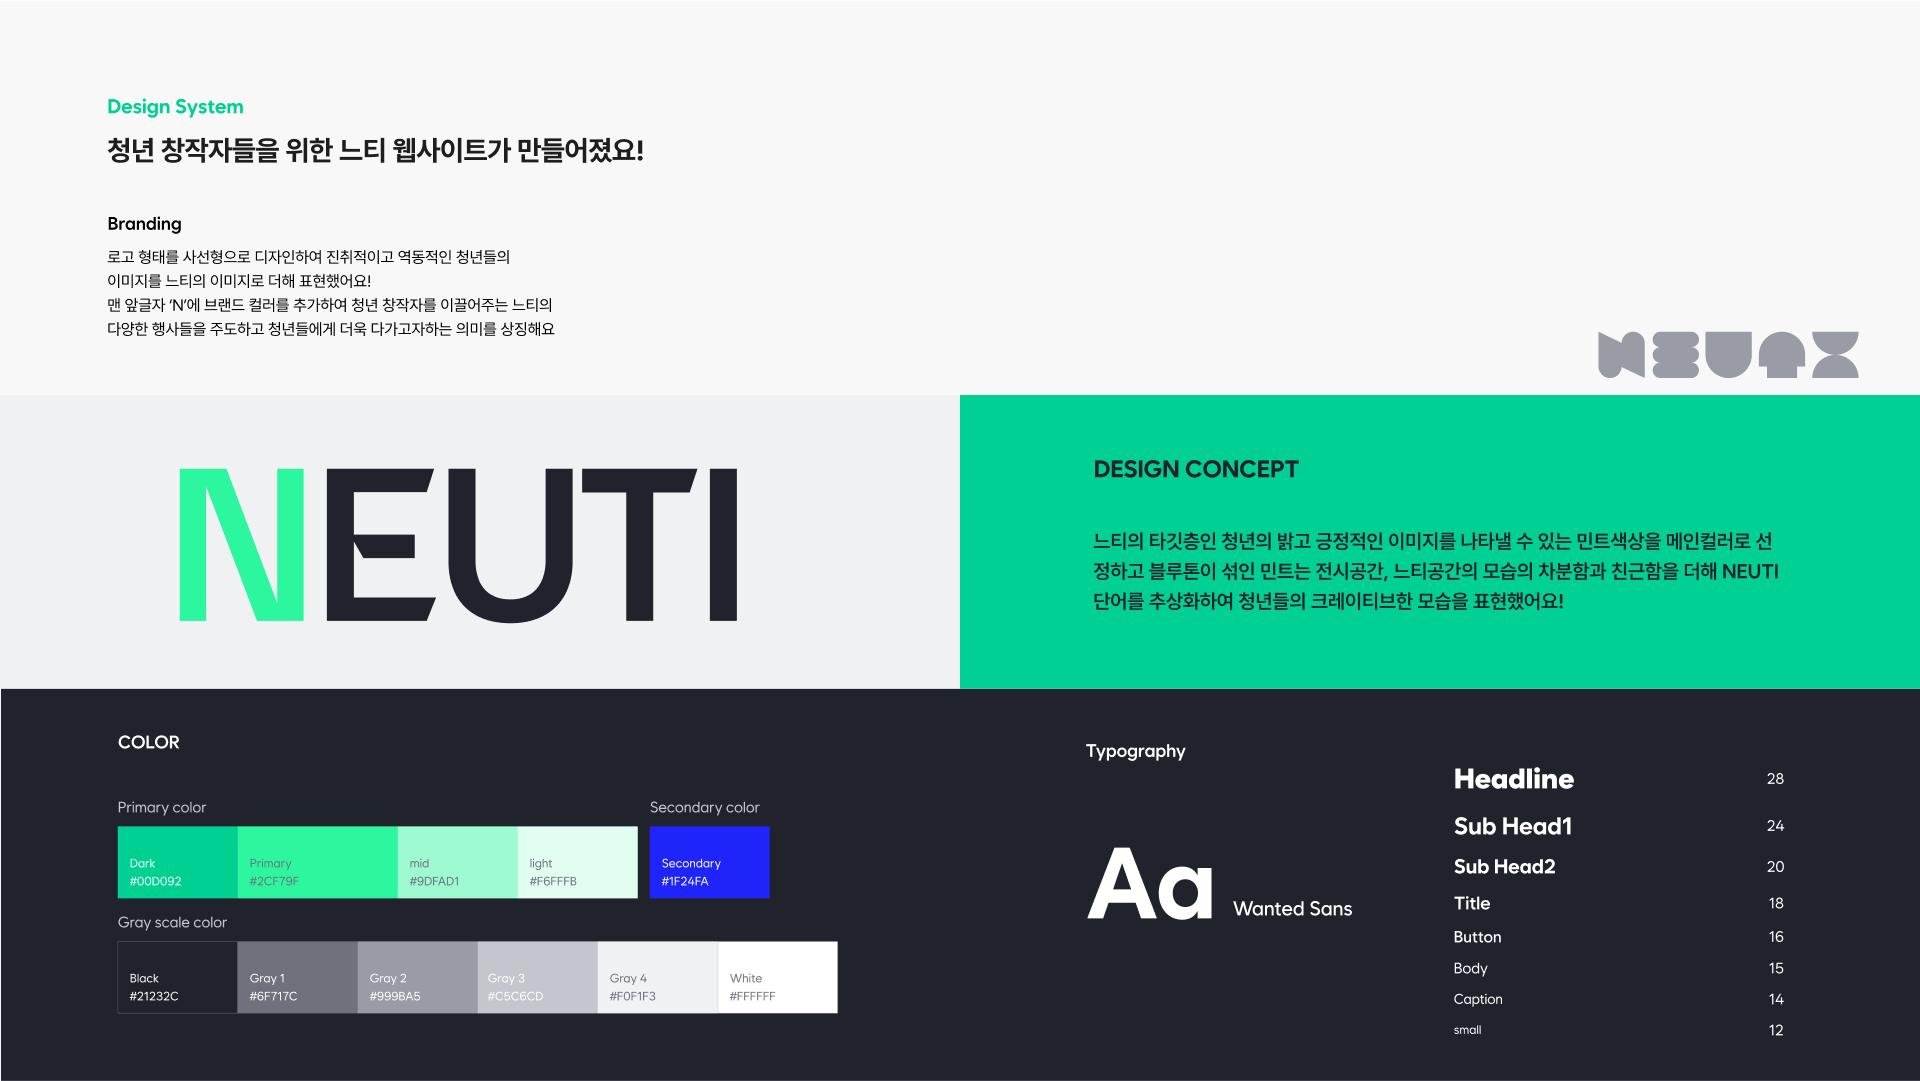 Design System
청년 창작자들을 위한 느티 웹사이트가 만들어졌요!
Branding
로고 형태를 사선형으로 디자인하여 진취적이고 역동적인 청년들의
이미지를 느티의 이미지로 더해 표현했어요!
맨 앞글자 ‘N’에 브랜드 컬러를 추가하여 청년 창작자를 이끌어주는 느티의
다양한 행사들을 주도하고 청년들에게 더욱 다가고자하는 의미를 상징해요
NEUTI
NEUTI
DESIGN CONCEPT
느티의 타깃층인 청년의 밝고 긍정적인 이미지를 나타낼 수 있는 민트색상을 메인컬러로 선
정하고 블루톤이 섞인 민트는 전시공간, 느티공간의 모습의 차분함과 친근함을 더해 NEUTI
단어를 추상화하여 청년들의 크레이티브한 모습을 표현했어요!
COLOR
Primary color
Dark
#00D092
Primary
#2CF79F
mid
#9DFAD1
light
#F6FFFB
Secondary color
Secondary
#1F24FA
Gray scale color
Black
#21232C
Gray 1
#6F717C
Gray 2
#999BA5
Gray 3
#C5C6CD
Gray 4
#F0F1F3
White
#FFFFFF
Typography
Aa Wanted Sans
Headline 28
Sub Head1 24
Sub Head2 20
Title 18
Button 16
Body 15
Caption 14
small 12